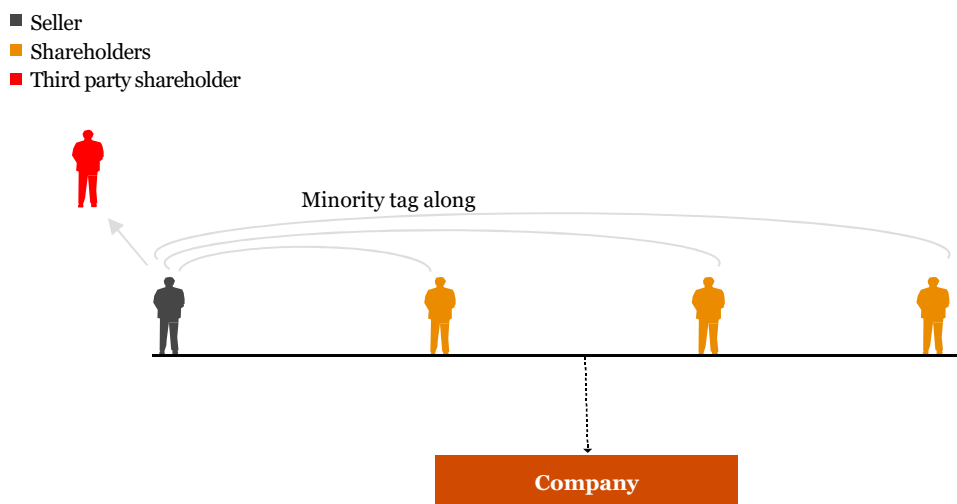 Seller
Shareholders
Third party shareholder
Minority tag along
Company